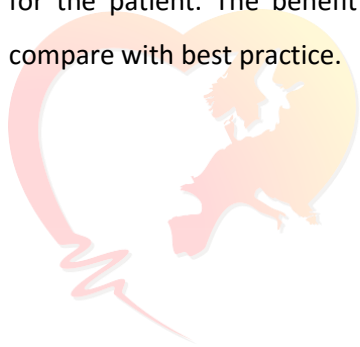 for the patient. The benefit
compare with best practice.